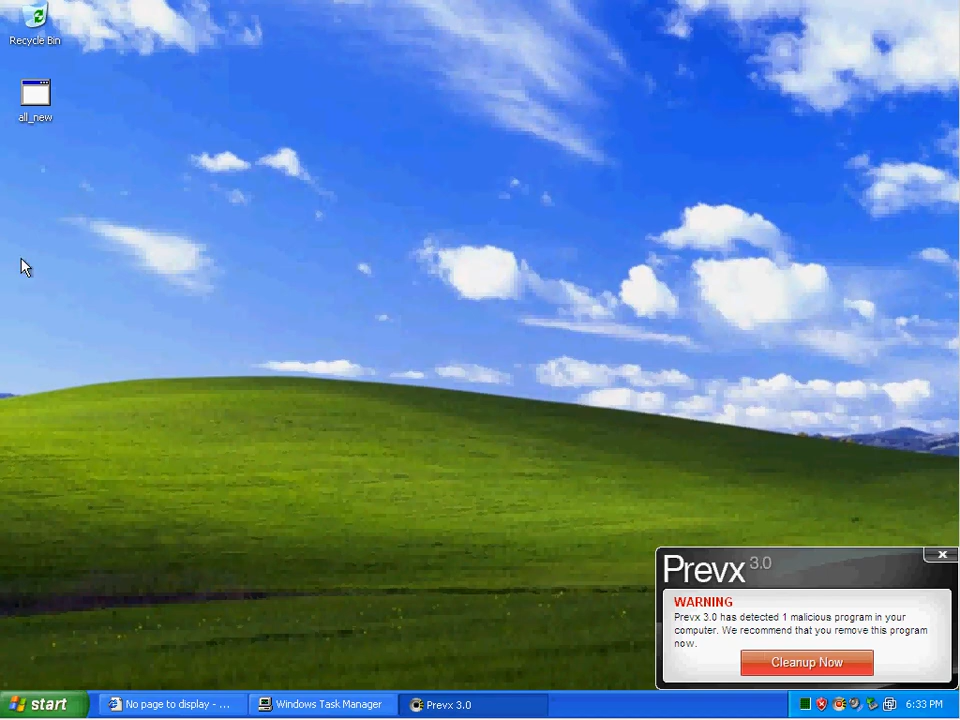 Recycle Bin
all_new
Prevx 3.0
WARNING
Prevx 3.0 has detected 1 malicious program in your
computer. We recommend that you remove this program
now.
Cleanup Now
start
No page to display - ...
Windows Task Manager
Prevx 3.0
6:33 PM